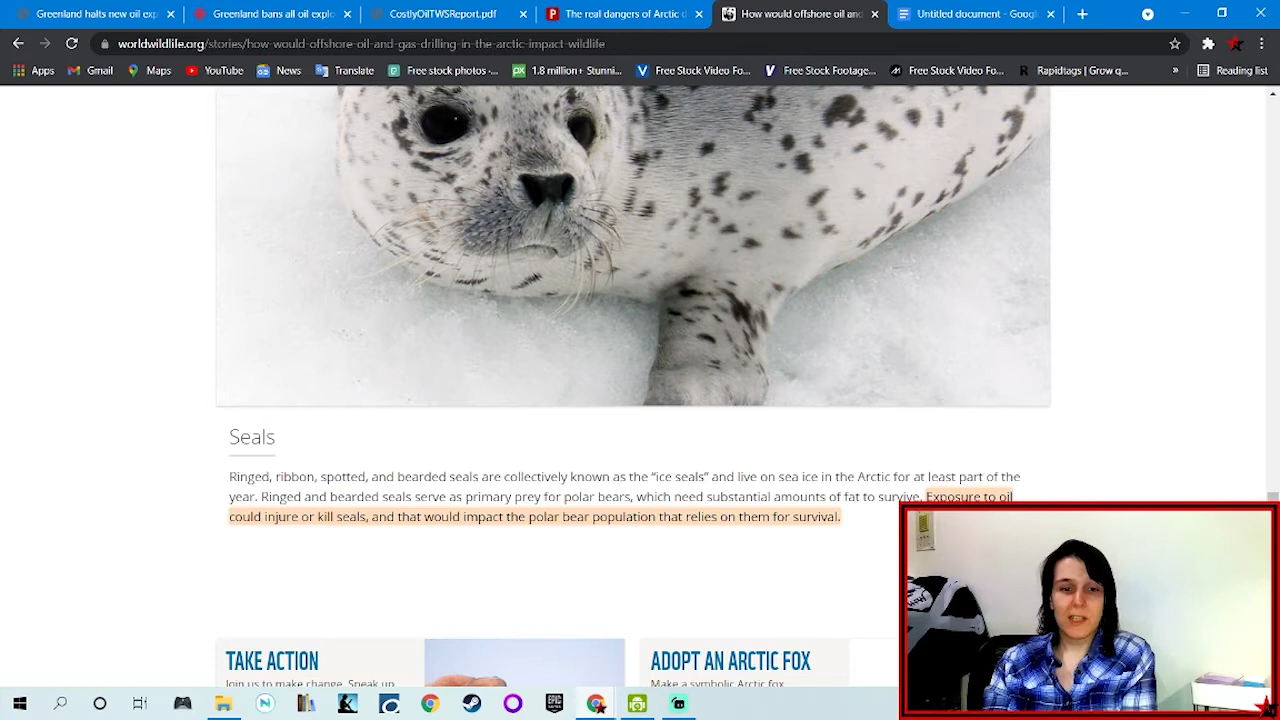 Greenland halts new oil exp
Greenland bans all oil explo
CostlyOilTWSReport.pdf
The real dangers of Arctic d
How would offshore oil and
Untitled document - Googl
worldwildlife.org/stories/how-would-offshore-oil-and-gas-drilling-in-the-arctic-impact-wildlife
Apps
Gmail
Maps
YouTube
News
Translate
Free stock photos -...
1.8 million+ Stunni...
Free Stock Video Fo...
Free Stock Footage...
Free Stock Video Fo...
Rapidtags | Grow q...
»
Reading list
Seals
Ringed, ribbon, spotted, and bearded seals are collectively known as the “ice seals” and live on sea ice in the Arctic for at least part of the
year. Ringed and bearded seals serve as primary prey for polar bears, which need substantial amounts of fat to survive. Exposure to oil
could injure or kill seals, and that would impact the polar bear population that relies on them for survival.
TAKE ACTION
Join us to make change. Speak up
ADOPT AN ARCTIC FOX
Make a symbolic Arctic fox